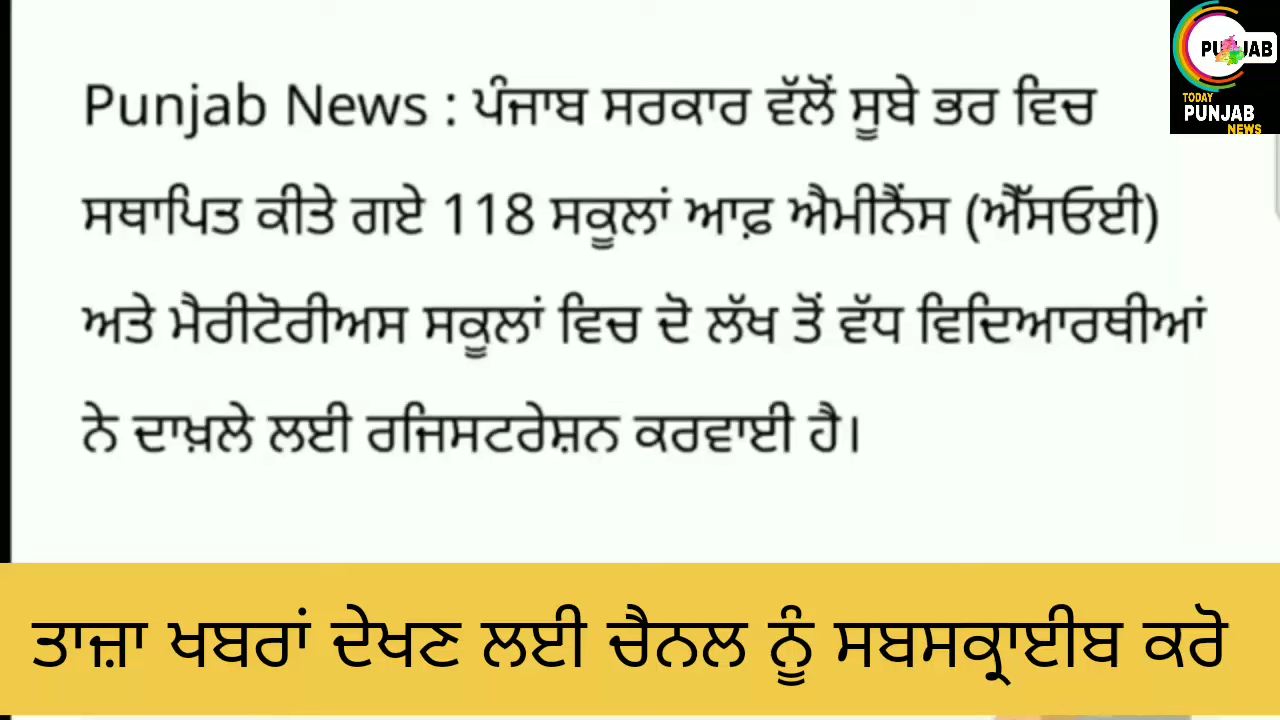 PUNJAB
TODAY
PUNJAB
NEWS
Punjab News : ਪੰਜਾਬ ਸਰਕਾਰ ਵੱਲੋਂ ਸੂਬੇ ਭਰ ਵਿਚ
ਸਥਾਪਿਤ ਕੀਤੇ ਗਏ 118 ਸਕੂਲਾਂ ਆਫ਼ ਐਮੀਨੈਂਸ (ਐੱਸਓਈ)
ਅਤੇ ਮੈਰੀਟੋਰੀਅਸ ਸਕੂਲਾਂ ਵਿਚ ਦੋ ਲੱਖ ਤੋਂ ਵੱਧ ਵਿਦਿਆਰਥੀਆਂ
ਨੇ ਦਾਖ਼ਲੇ ਲਈ ਰਜਿਸਟਰੇਸ਼ਨ ਕਰਵਾਈ ਹੈ।
ਤਾਜ਼ਾ ਖਬਰਾਂ ਦੇਖਣ ਲਈ ਚੈਨਲ ਨੂੰ ਸਬਸਕ੍ਰਾਈਬ ਕਰੋ